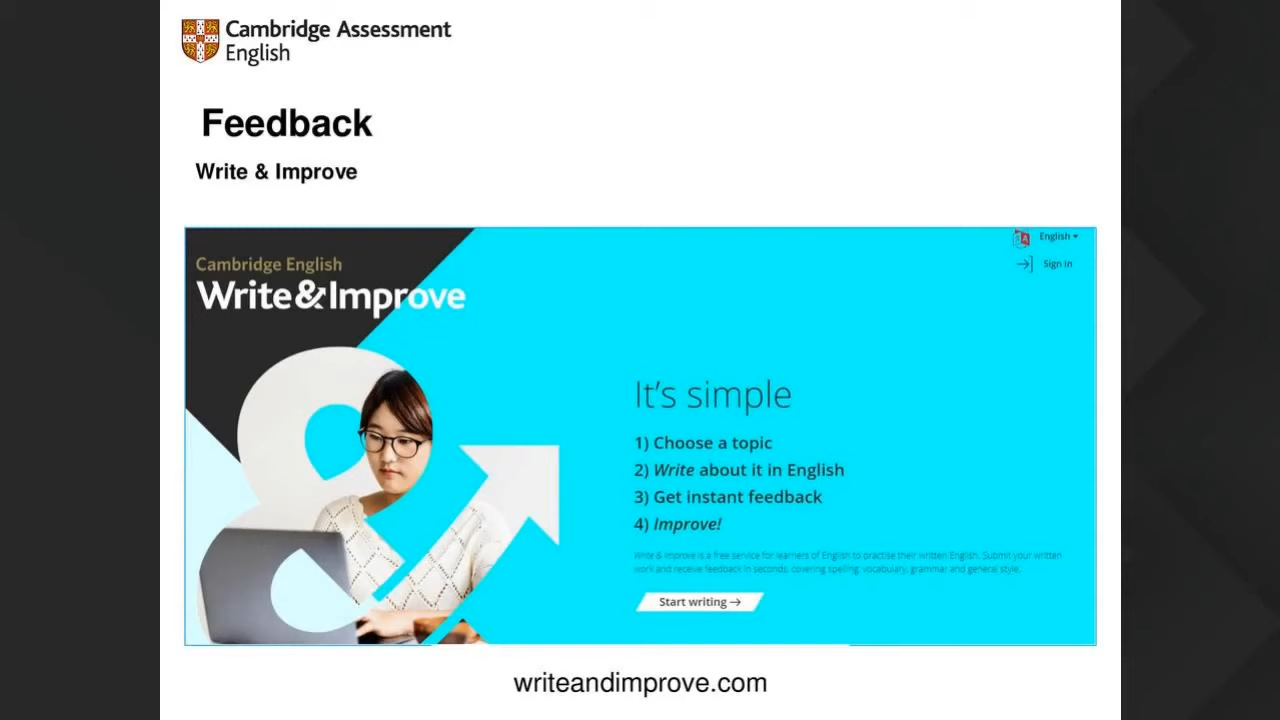 Cambridge Assessment
English
Feedback
Write & Improve
English
Sign in
Cambridge English
Write&Improve
It's simple
1) Choose a topic
2) Write about it in English
3) Get instant feedback
4) Improve!
Write & Improve is a free service for learners of English to practise their written English. Submit your written
work and receive feedback in seconds, covering spelling, vocabulary, grammar and general style.
Start writing →
writeandimprove.com